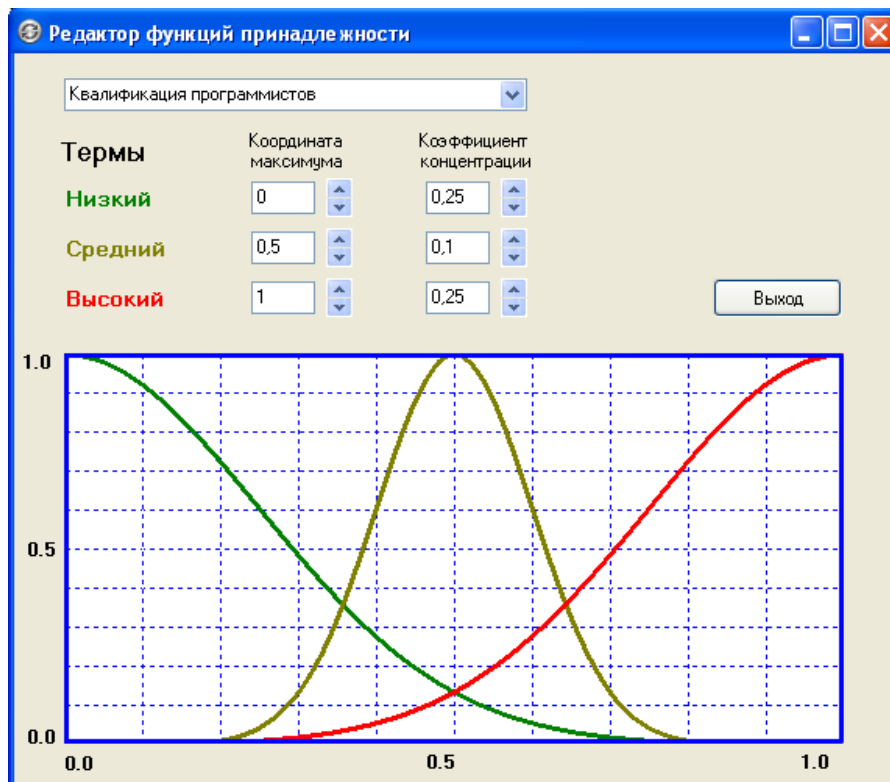 Редактор функций принадлежности
Квалификация программистов
Термы
Координата
максимума
Коэффициент
концентрации
Низкий 0 0,25
Средний 0,5 0,1
Высокий 1 0,25
Выход
1.0
0.5
0.0
0.0 0.5 1.0